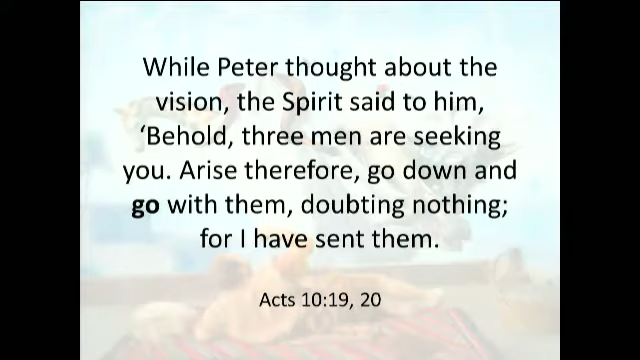 While Peter thought about the
vision, the Spirit said to him,
‘Behold, three men are seeking
you. Arise therefore, go down and
go with them, doubting nothing;
for I have sent them.
Acts 10:19, 20